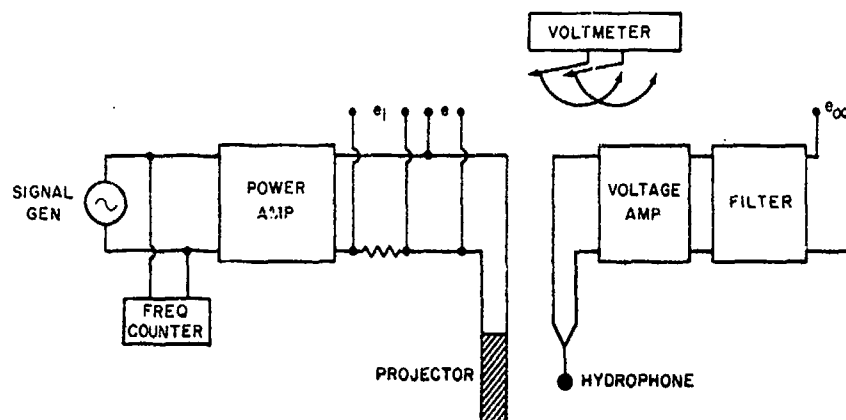 VOLTMETER
e₁
e
e∞
SIGNAL
GEN
POWER
AMP
VOLTAGE
AMP
FILTER
FREQ
COUNTER
PROJECTOR
HYDROPHONE